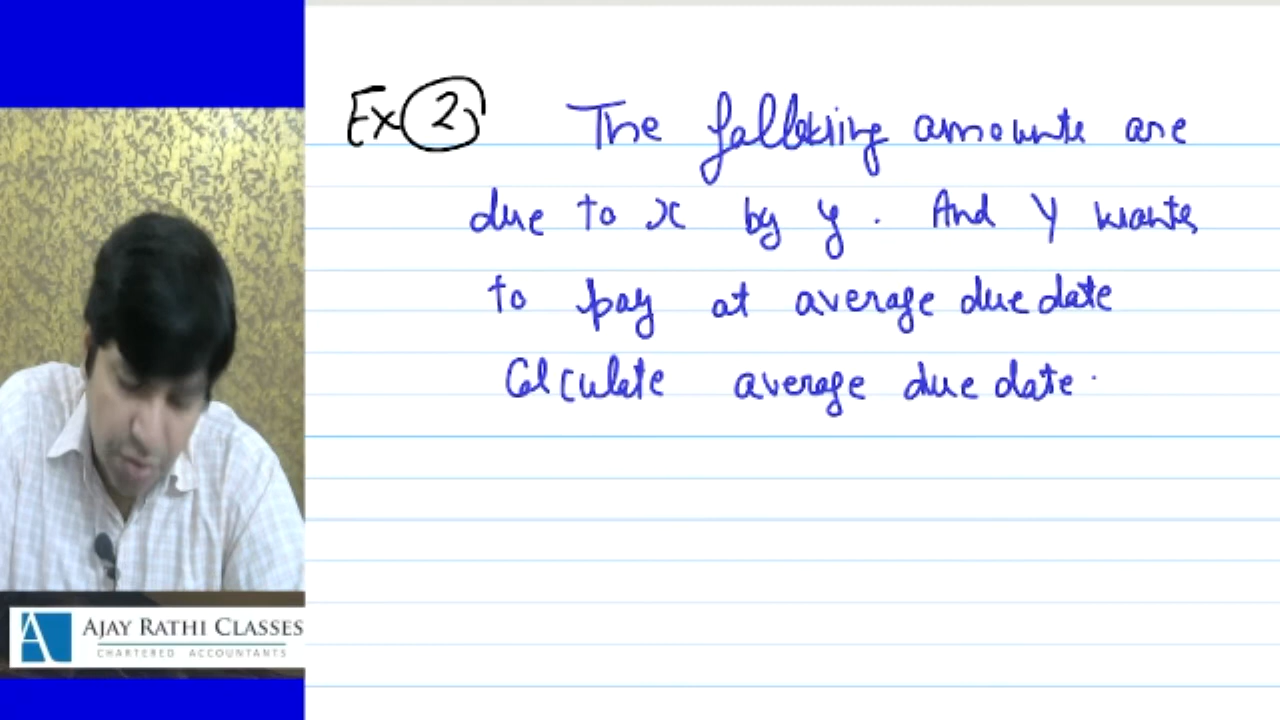 Ex 2 The following amounts are
due to x by y. And Y wants
to pay at average due date
Calculate average due date.
AJAY RATHI CLASSES
CHARTERED ACCOUNTANTS